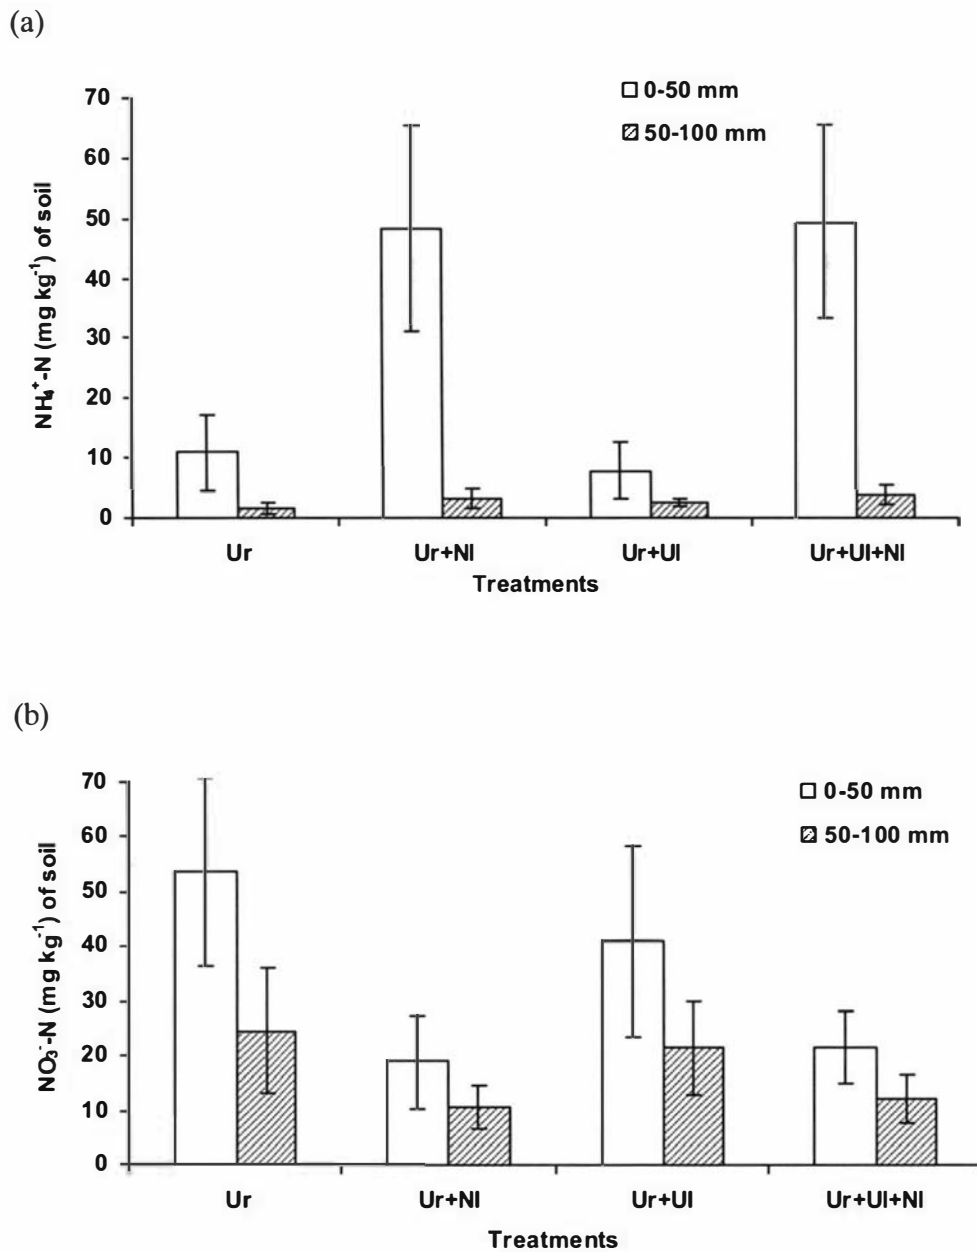 (a)
70
60
50
40
30
20
10
0
NH₄⁺-N (mg kg⁻¹) of soil
0-50 mm
50-100 mm
Ur Ur+NI Ur+UI Ur+UI+NI
Treatments
(b)
70
60
50
40
30
20
10
0
NO₃⁻-N (mg kg⁻¹) of soil
0-50 mm
50-100 mm
Ur Ur+NI Ur+UI Ur+UI+NI
Treatments